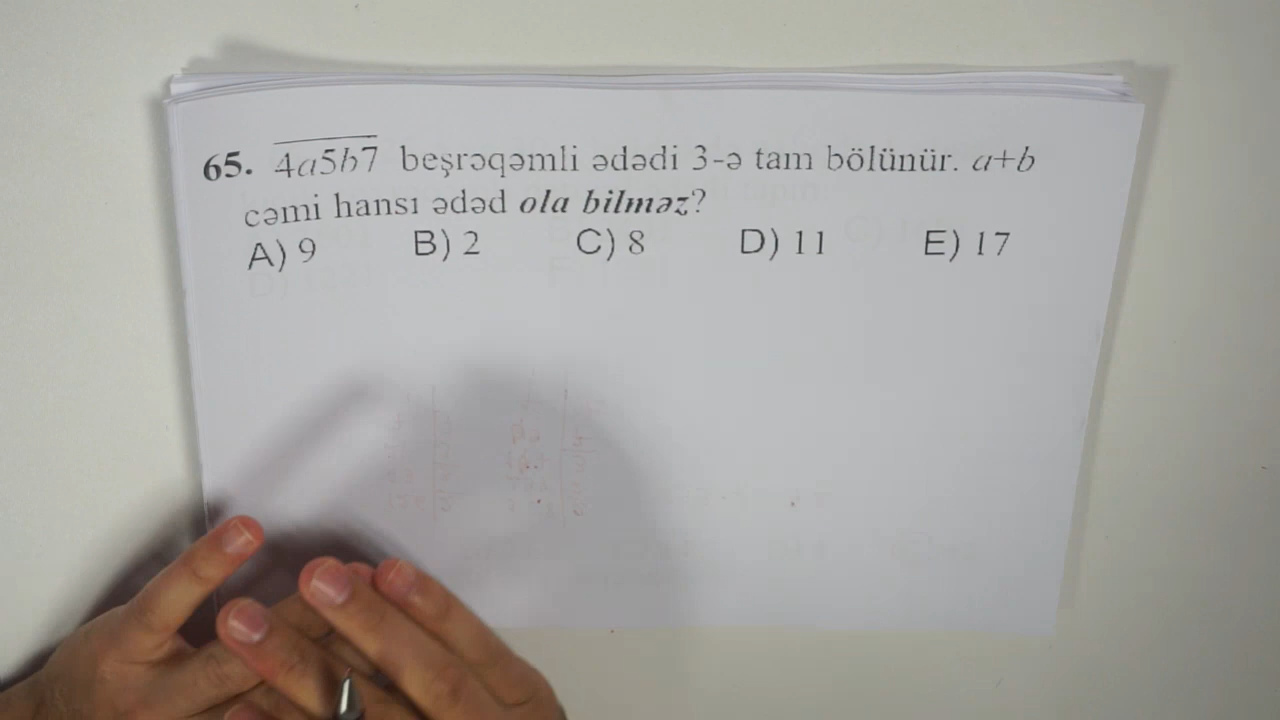 65. 4a5b7 beşrəqəmli ədədi 3-ə tam bölünür. a+b
cəmi hansı ədəd ola bilməz?
A) 9 B) 2 C) 8 D) 11 E) 17